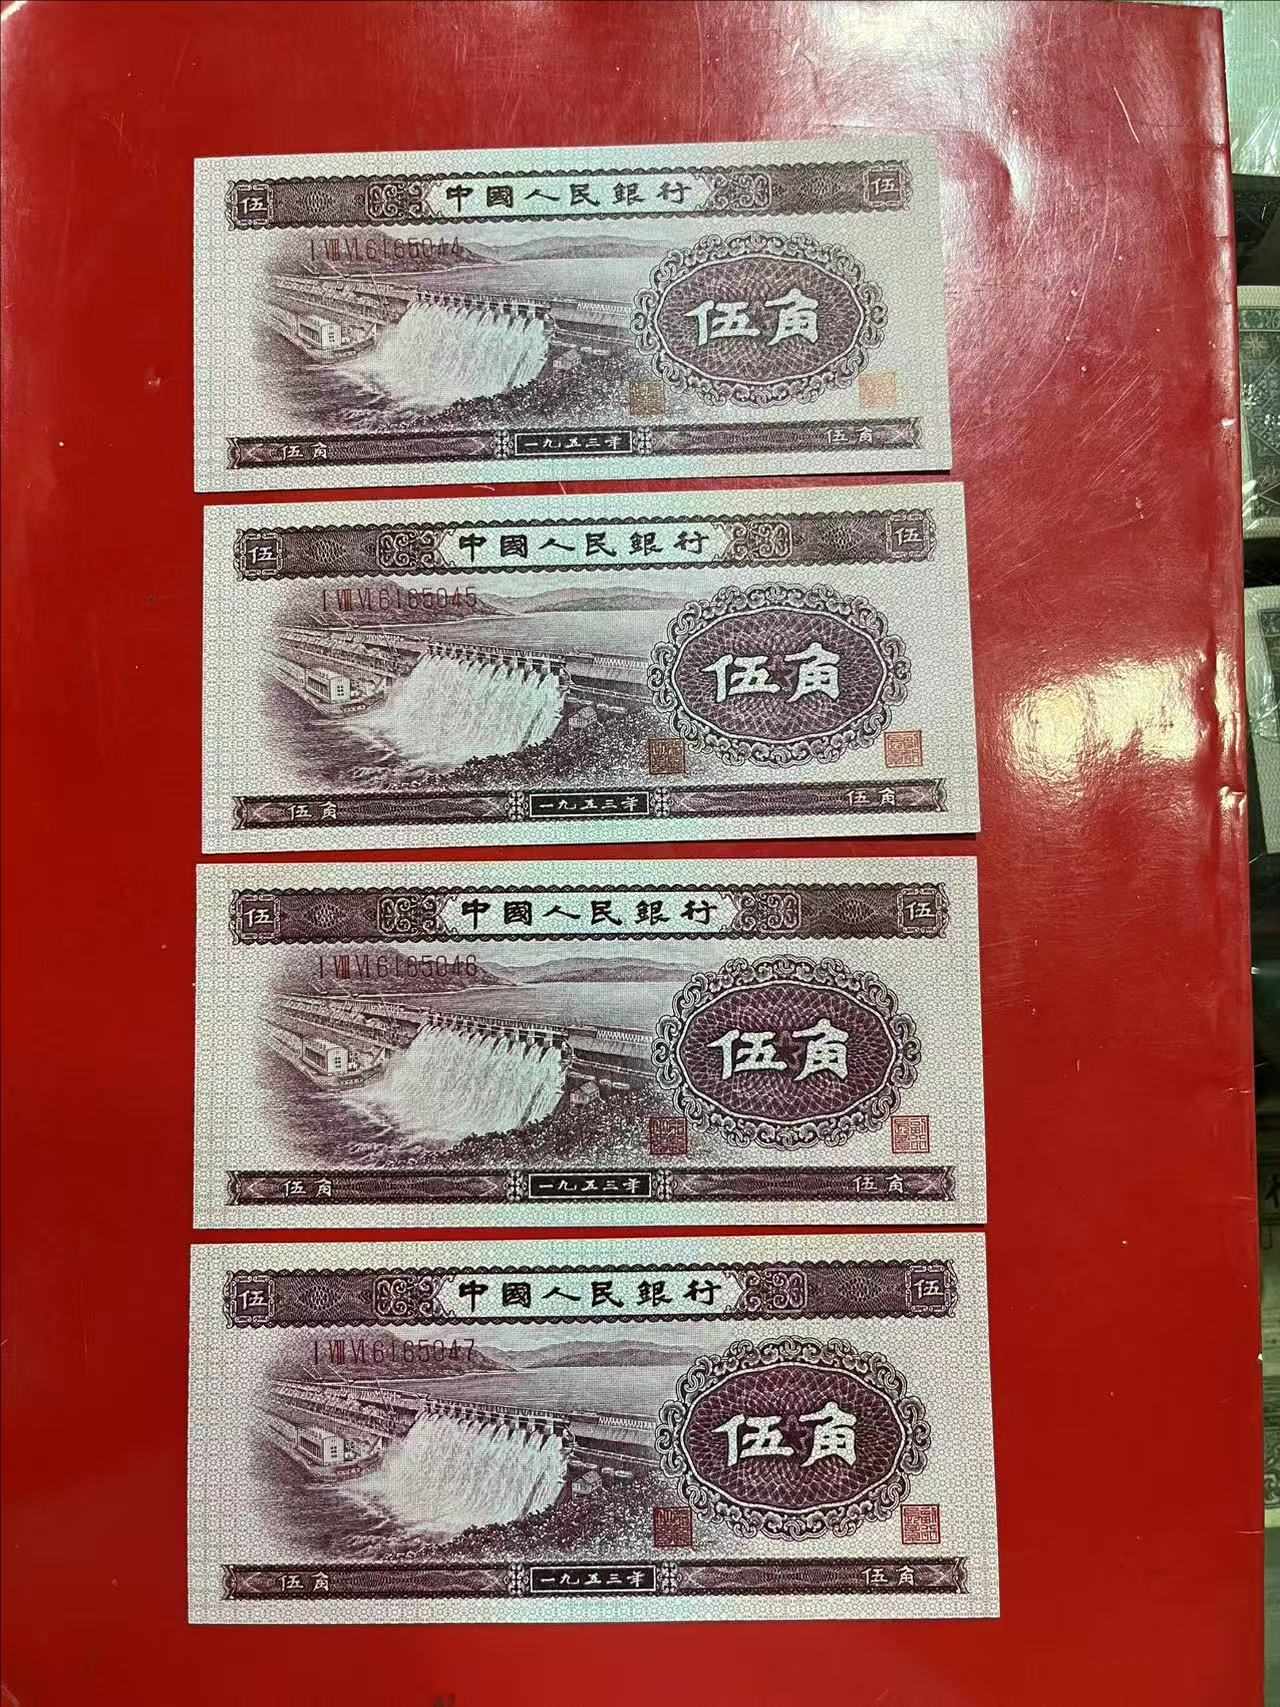 伍 中國人民銀行 伍
I VIII VI 6165044
伍角
伍角 一九五三年 伍角
伍 中國人民銀行 伍
I VIII VI 6165045
伍角
伍角 一九五三年 伍角
伍 中國人民銀行 伍
I VIII VI 6165046
伍角
伍角 一九五三年 伍角
伍 中國人民銀行 伍
I VIII VI 6165047
伍角
伍角 一九五三年 伍角